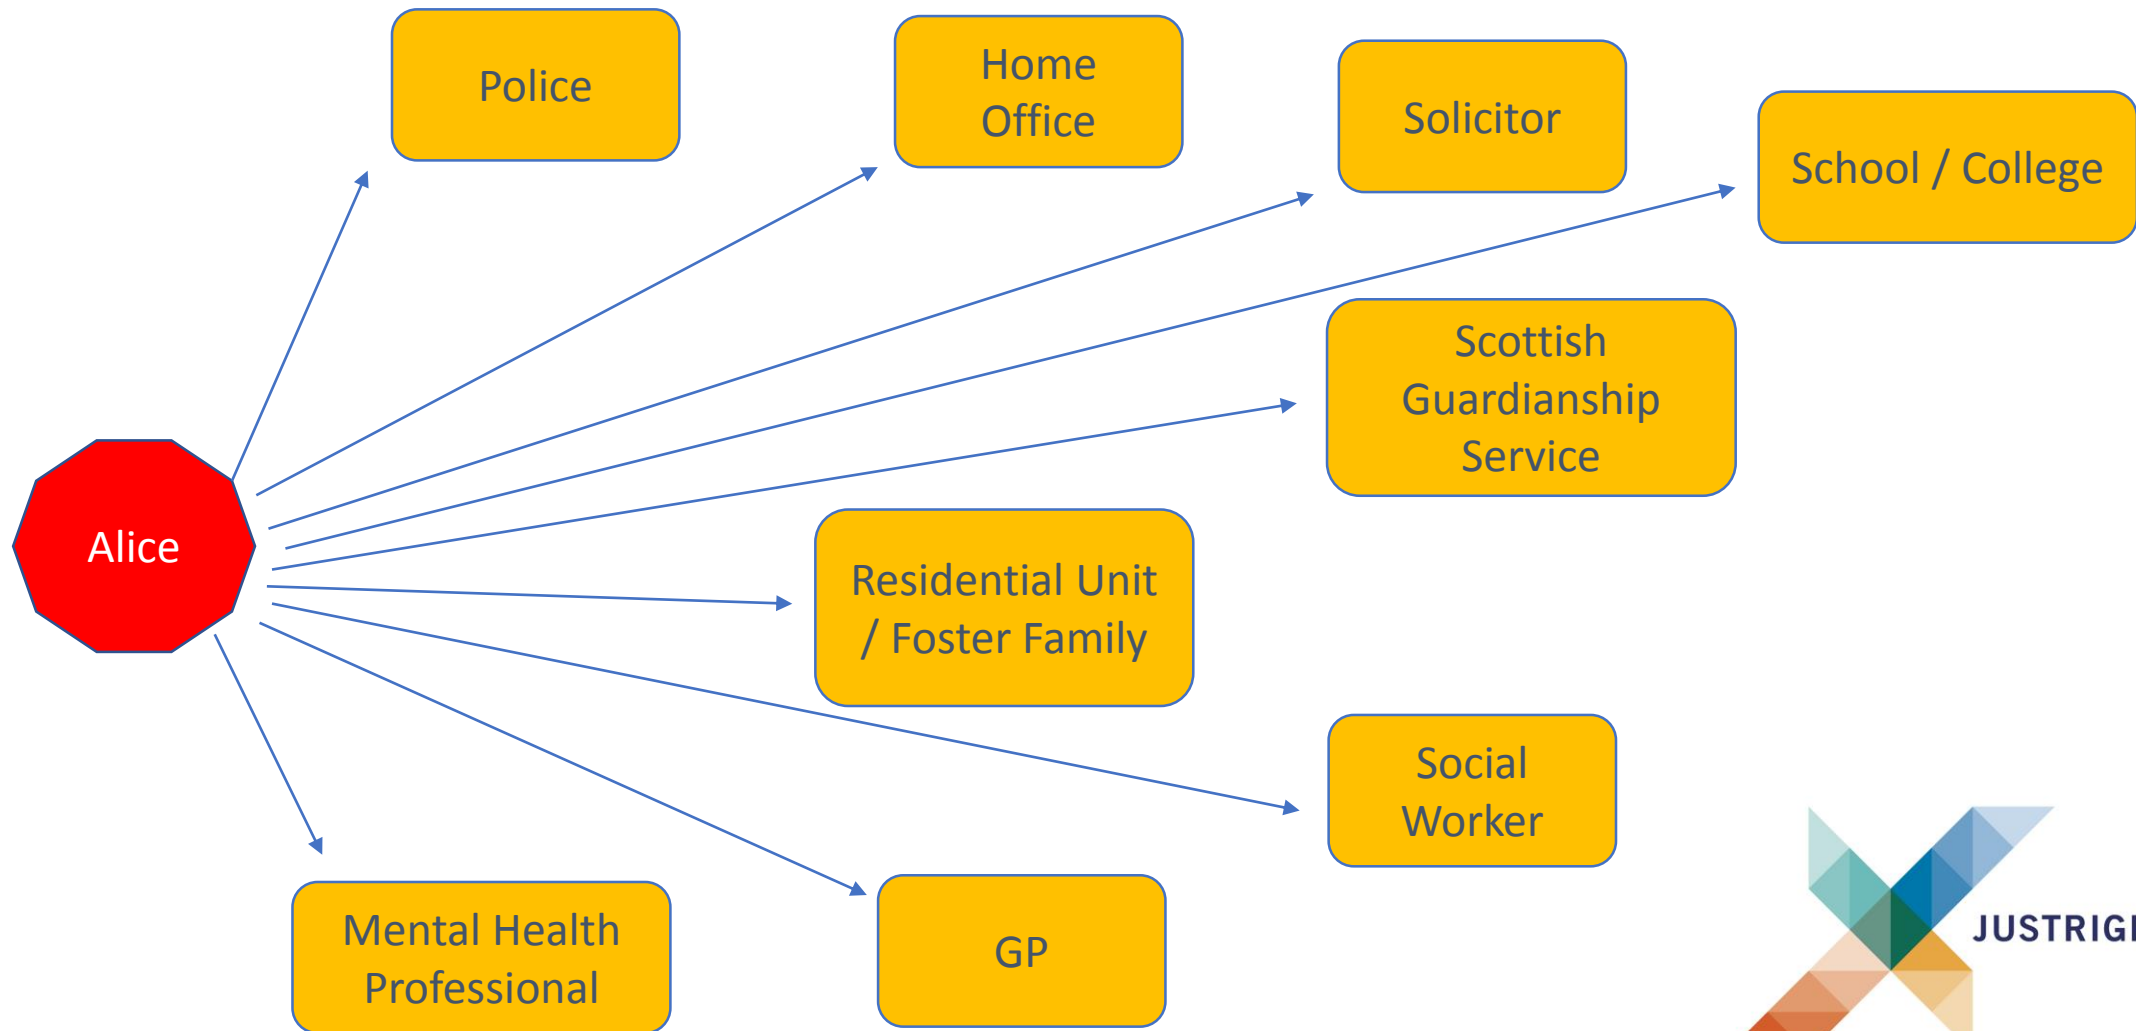 Police
Home
Office
Solicitor
School / College
Scottish
Guardianship
Service
Alice
Residential Unit
/ Foster Family
Social
Worker
Mental Health
Professional
GP
JUSTRIG